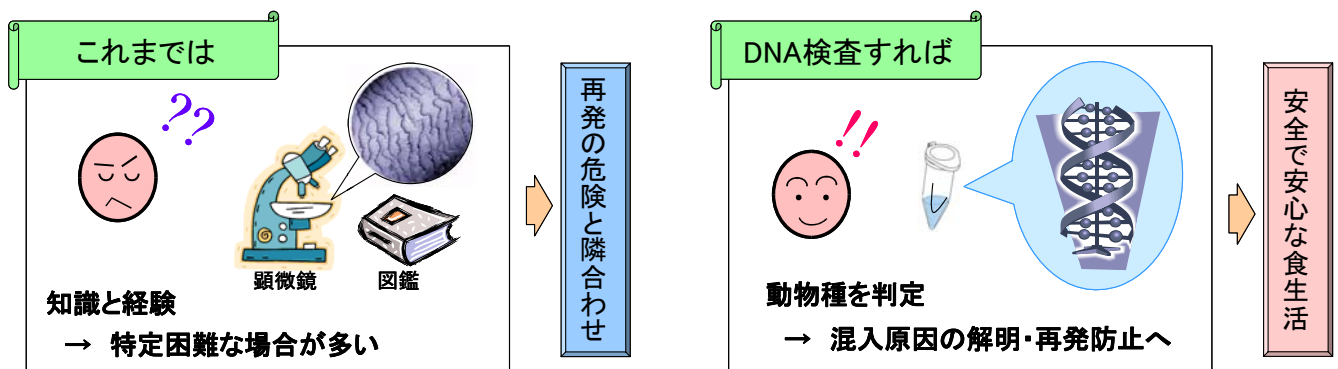 これまでは
??
顕微鏡
図鑑
知識と経験
→ 特定困難な場合が多い
再発の危険と隣合わせ
DNA検査すれば
!!
動物種を判定
→ 混入原因の解明・再発防止へ
安全で安心な食生活